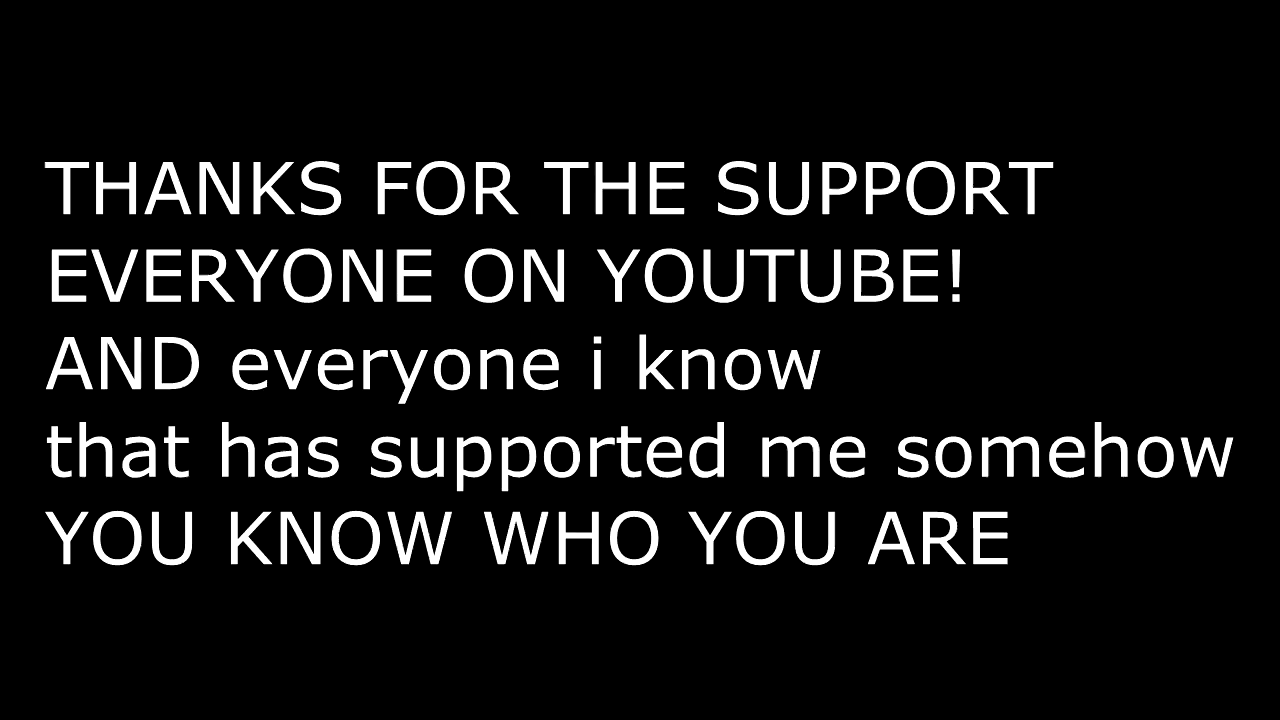 THANKS FOR THE SUPPORT
EVERYONE ON YOUTUBE!
AND everyone i know
that has supported me somehow
YOU KNOW WHO YOU ARE